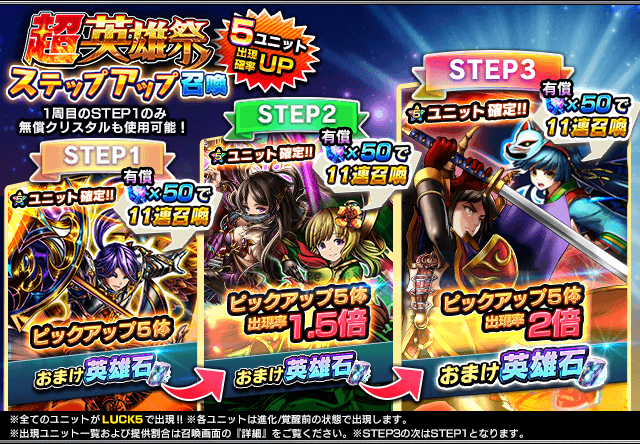 超英雄祭
ステップアップ召喚
5ユニット
出現
確率UP
1周目のSTEP1のみ
無償クリスタルも使用可能！
STEP1
ユニット確定!!
有償
×50で
11連召喚
ピックアップ5体
おまけ英雄石
STEP2
ユニット確定!!
有償
×50で
11連召喚
ピックアップ5体
出現率1.5倍
おまけ英雄石
STEP3
ユニット確定!!
有償
×50で
11連召喚
ピックアップ5体
出現率2倍
おまけ英雄石
※全てのユニットがLUCK5で出現!! ※各ユニットは進化/覚醒前の状態で出現します。
※出現ユニット一覧および提供割合は召喚画面の『詳細』をご覧ください。※STEP3の次はSTEP1となります。